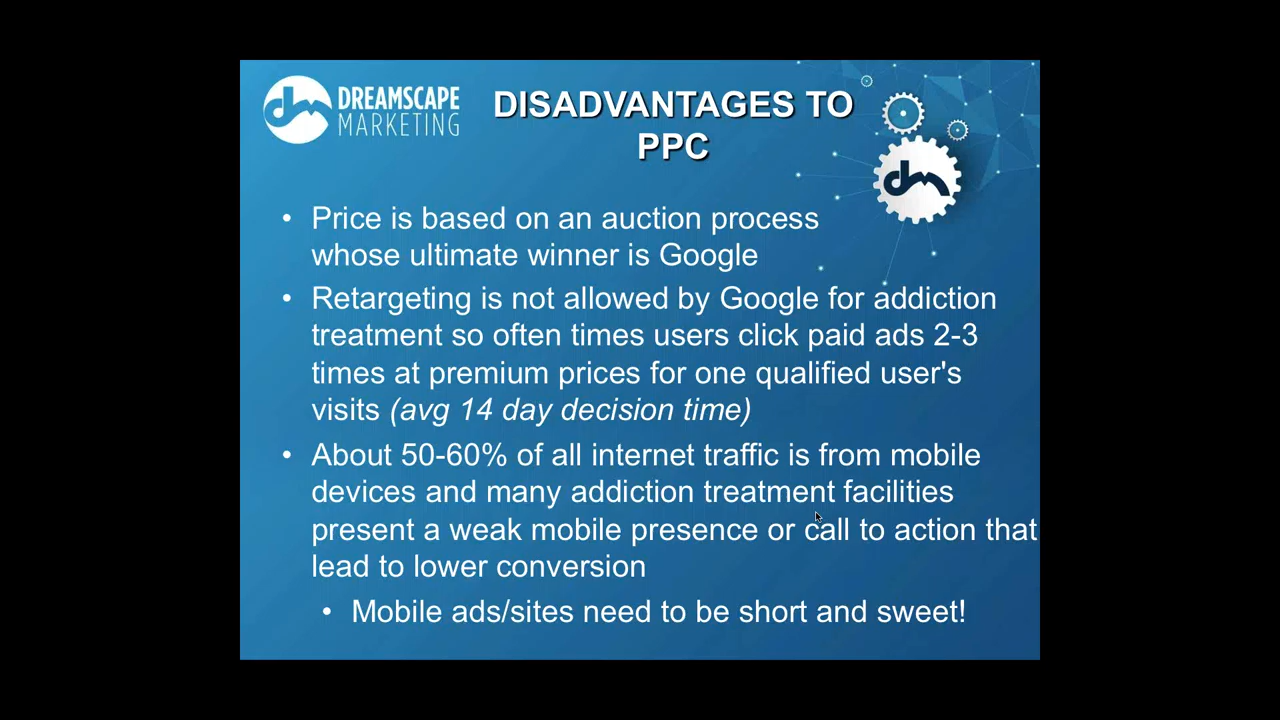 DREAMSCAPE
MARKETING
DISADVANTAGES TO
PPC
dm
dm
• Price is based on an auction process
whose ultimate winner is Google
• Retargeting is not allowed by Google for addiction
treatment so often times users click paid ads 2-3
times at premium prices for one qualified user's
visits (avg 14 day decision time)
• About 50-60% of all internet traffic is from mobile
devices and many addiction treatment facilities
present a weak mobile presence or call to action that
lead to lower conversion
• Mobile ads/sites need to be short and sweet!